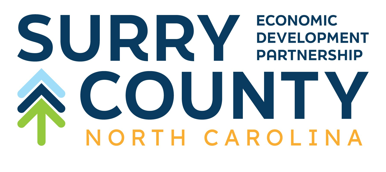 SURRY
ECONOMIC
DEVELOPMENT
PARTNERSHIP
COUNTY
NORTH CAROLINA